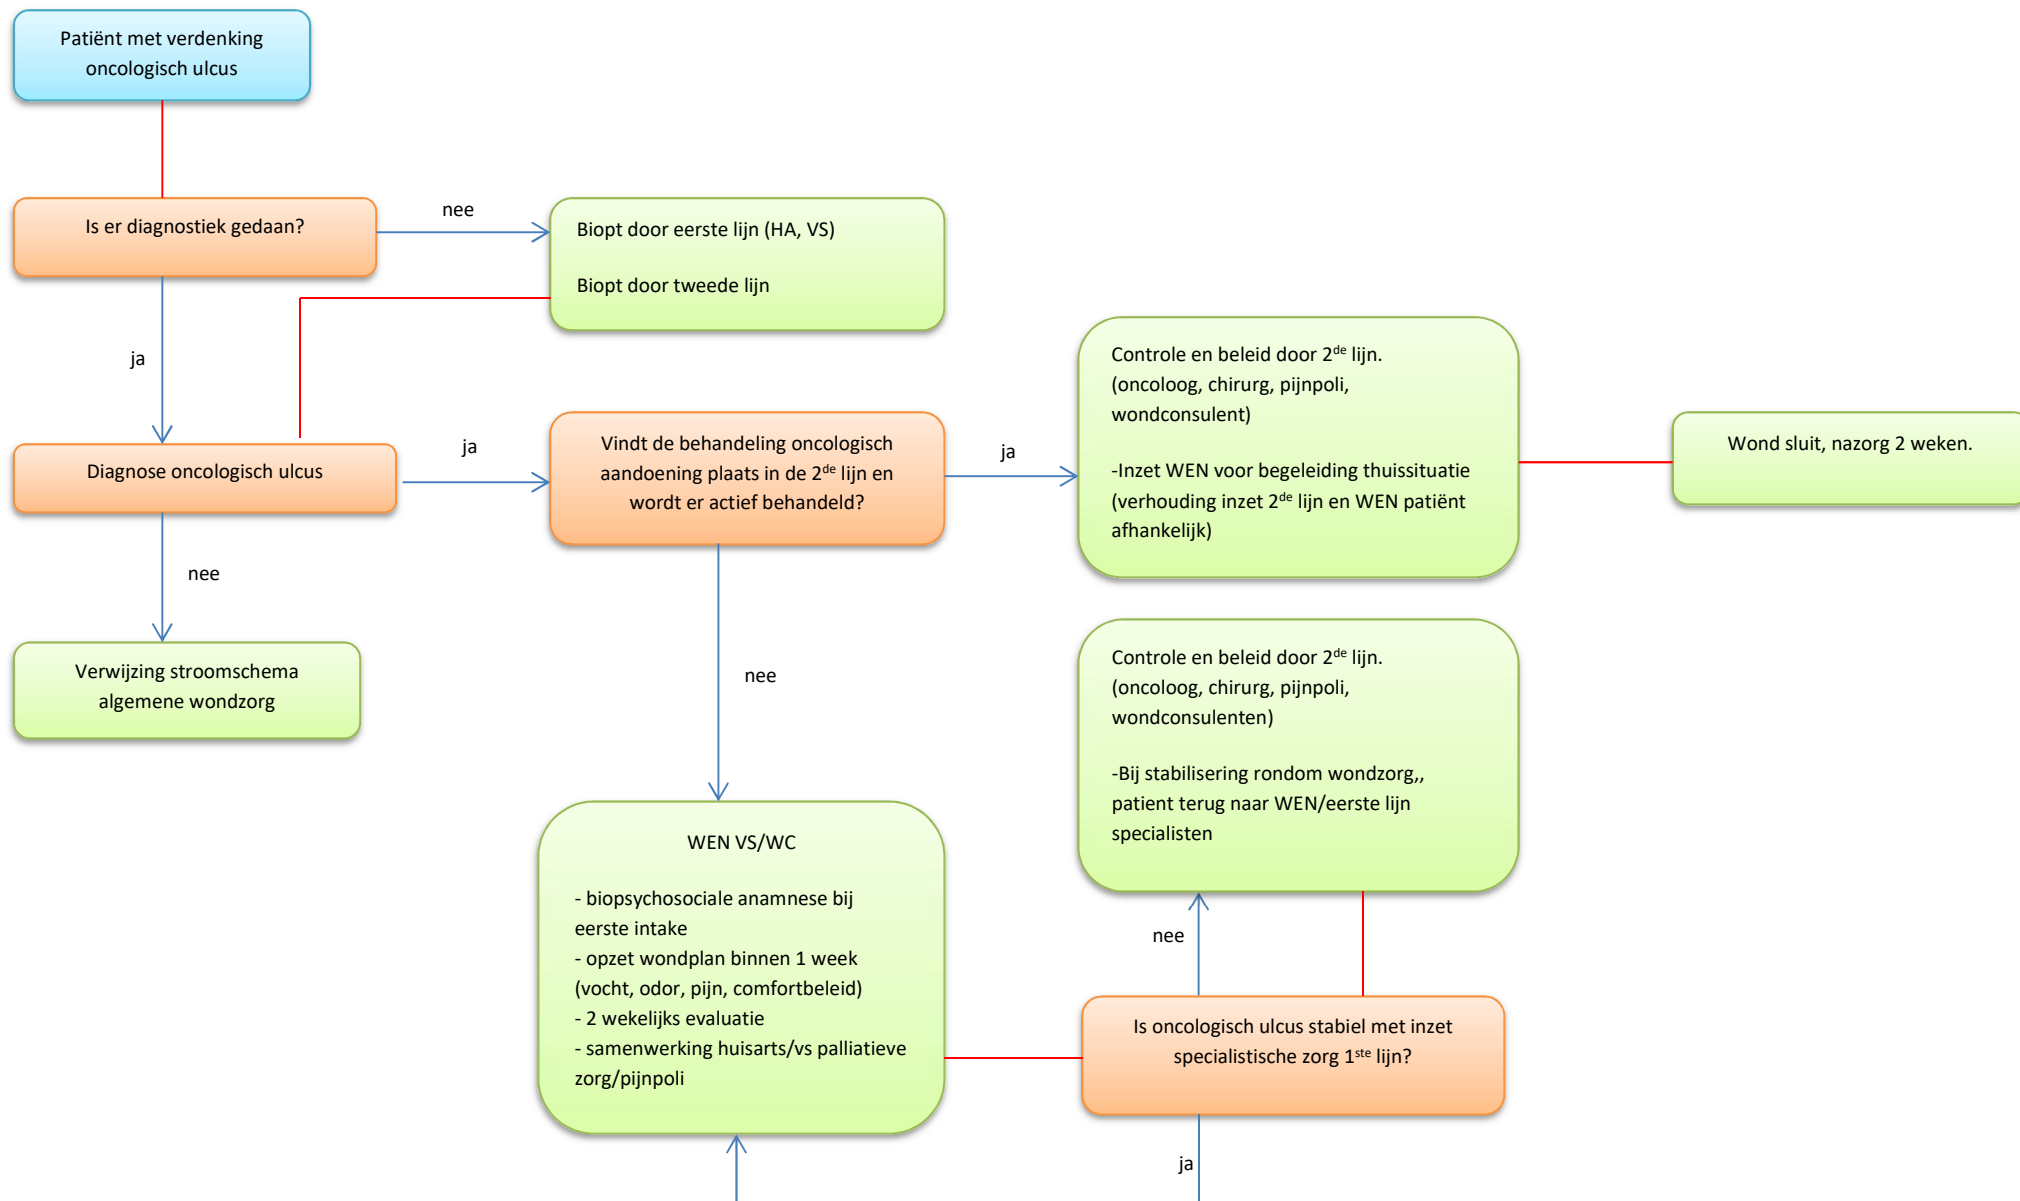 Patiënt met verdenking
oncologisch ulcus
Is er diagnostiek gedaan?
nee
Biopt door eerste lijn (HA, VS)
Biopt door tweede lijn
ja
Diagnose oncologisch ulcus
ja
Vindt de behandeling oncologisch
aandoening plaats in de 2de lijn en
wordt er actief behandeld?
ja
Controle en beleid door 2de lijn.
(oncoloog, chirurg, pijnpoli,
wondconsulent)
-Inzet WEN voor begeleiding thuissituatie
(verhouding inzet 2de lijn en WEN patiënt
afhankelijk)
Wond sluit, nazorg 2 weken.
nee
Verwijzing stroomschema
algemene wondzorg
nee
Controle en beleid door 2de lijn.
(oncoloog, chirurg, pijnpoli,
wondconsulenten)
-Bij stabilisering rondom wondzorg,,
patient terug naar WEN/eerste lijn
specialisten
WEN VS/WC
- biopsychosociale anamnese bij
eerste intake
- opzet wondplan binnen 1 week
(vocht, odor, pijn, comfortbeleid)
- 2 wekelijks evaluatie
- samenwerking huisarts/vs palliatieve
zorg/pijnpoli
nee
Is oncologisch ulcus stabiel met inzet
specialistische zorg 1ste lijn?
ja